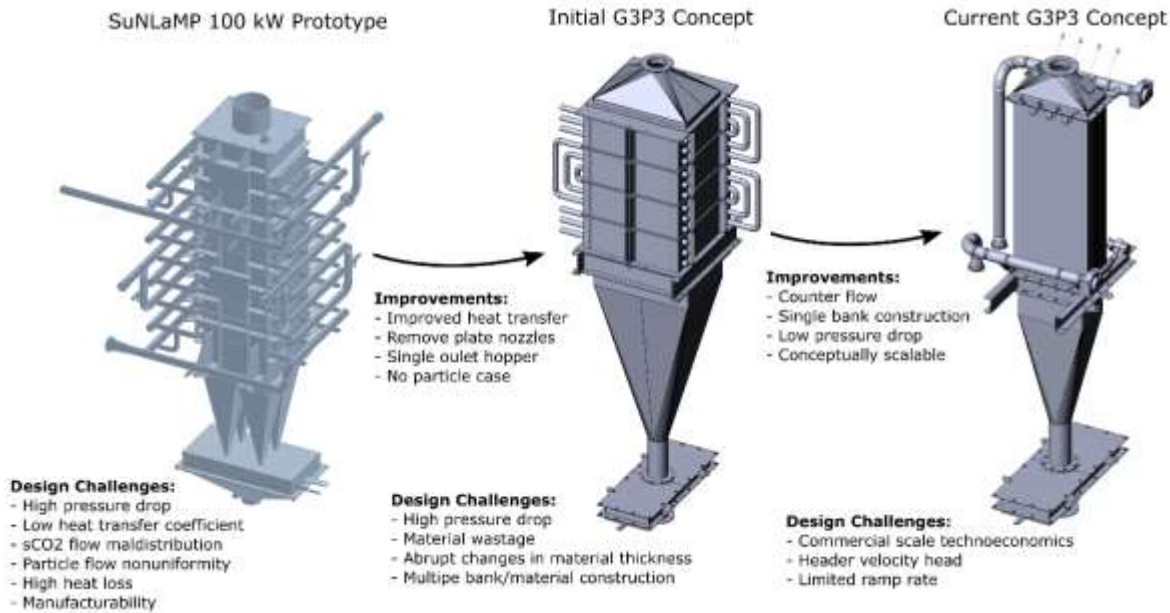 SuNLaMP 100 kW Prototype
Initial G3P3 Concept
Current G3P3 Concept
Improvements:
- Improved heat transfer
- Remove plate nozzles
- Single oulet hopper
- No particle case
Improvements:
- Counter flow
- Single bank construction
- Low pressure drop
- Conceptually scalable
Design Challenges:
- High pressure drop
- Low heat transfer coefficient
- sCO2 flow maldistribution
- Particle flow nonuniformity
- High heat loss
- Manufacturability
Design Challenges:
- High pressure drop
- Material wastage
- Abrupt changes in material thickness
- Multipe bank/material construction
Design Challenges:
- Commercial scale technoeconomics
- Header velocity head
- Limited ramp rate